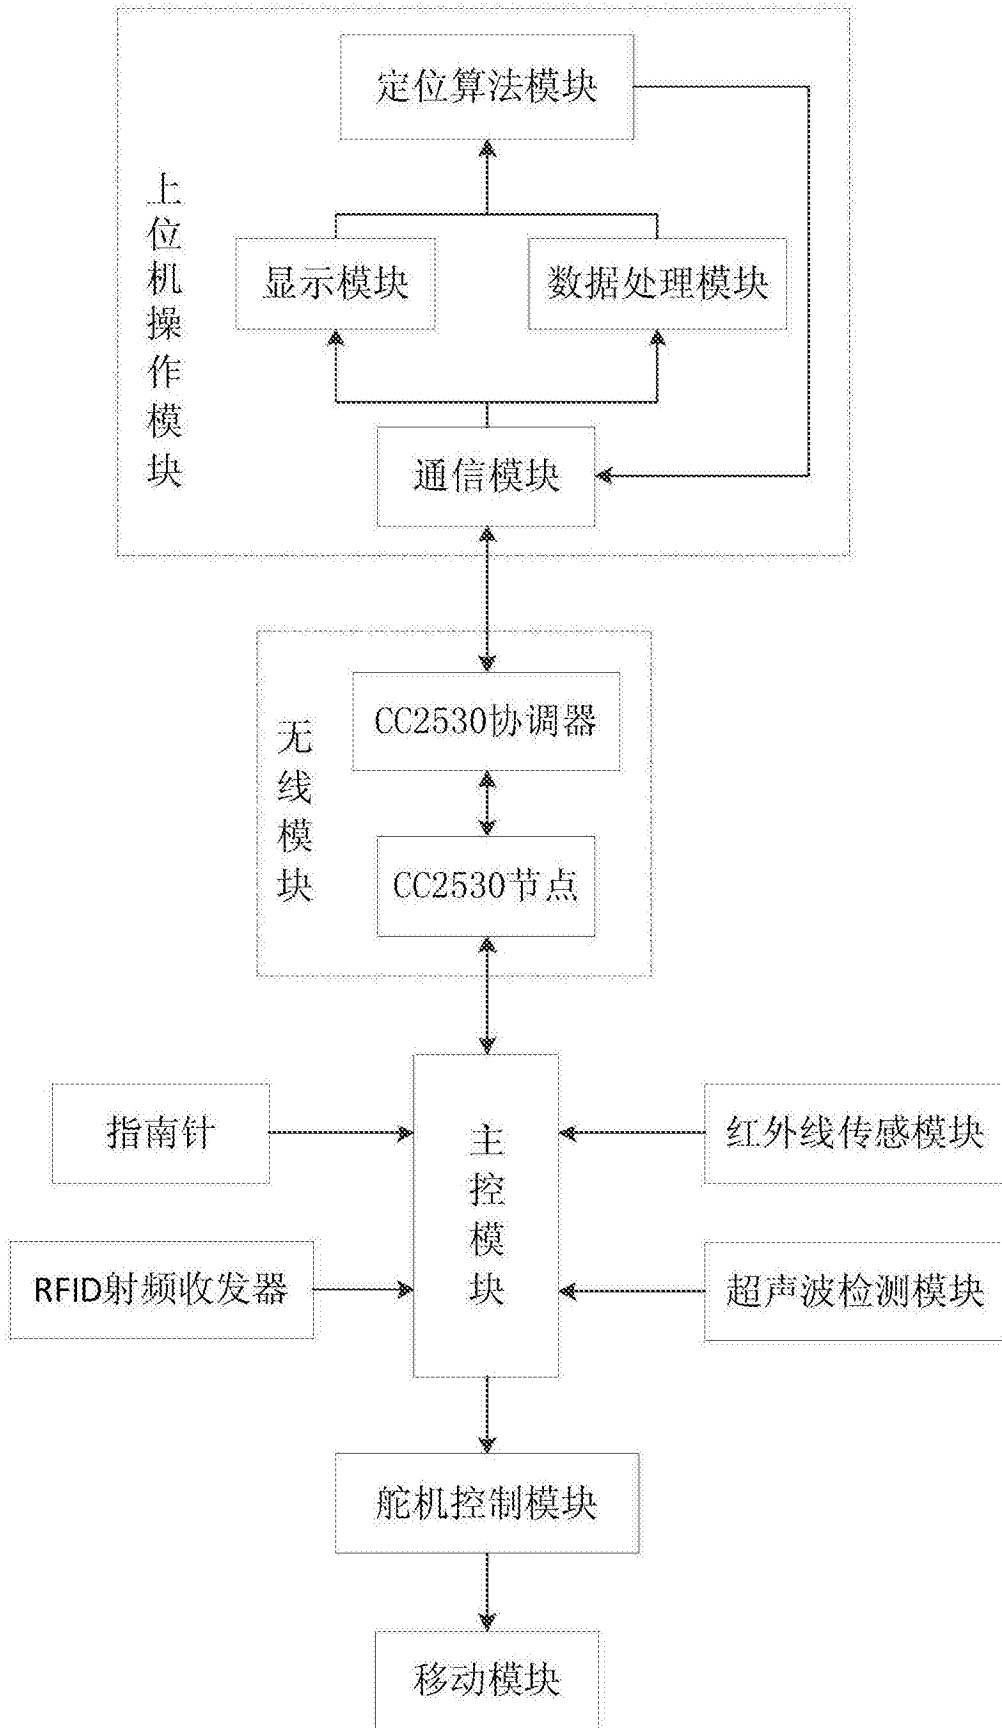 定位算法模块
上位机操作模块
显示模块
数据处理模块
通信模块
无线模块
CC2530协调器
CC2530节点
指南针
主控模块
红外线传感模块
RFID射频收发器
超声波检测模块
舵机控制模块
移动模块